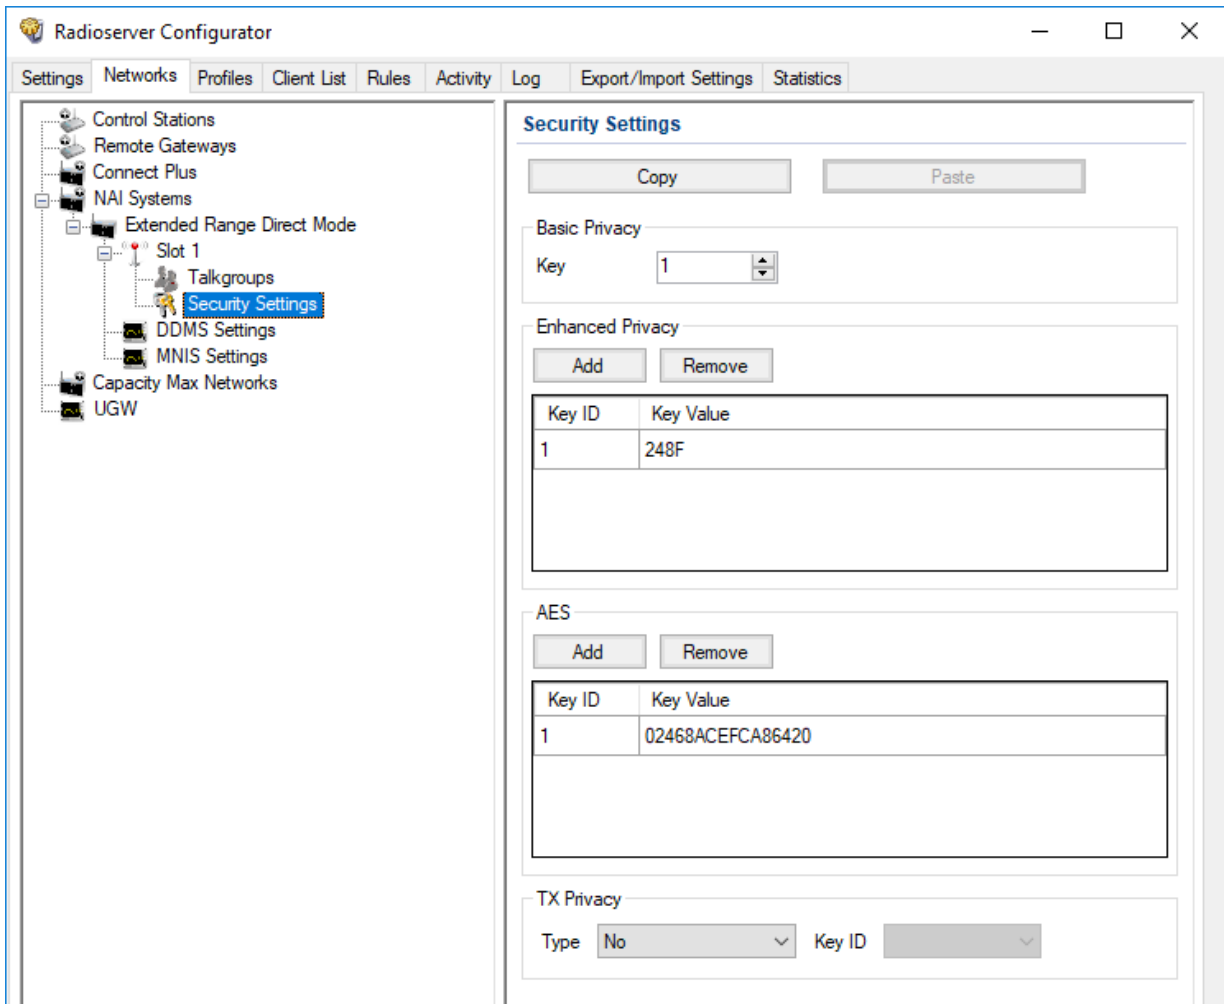 Radioserver Configurator
Settings Networks Profiles Client List Rules Activity Log Export/Import Settings Statistics
Control Stations
Remote Gateways
Connect Plus
NAI Systems
Extended Range Direct Mode
Slot 1
Talkgroups
Security Settings
DDMS Settings
MNIS Settings
Capacity Max Networks
UGW
Security Settings
Copy Paste
Basic Privacy
Key 1
Enhanced Privacy
Add Remove
Key ID Key Value
1 248F
AES
Add Remove
Key ID Key Value
1 02468ACEFCA86420
TX Privacy
Type No Key ID